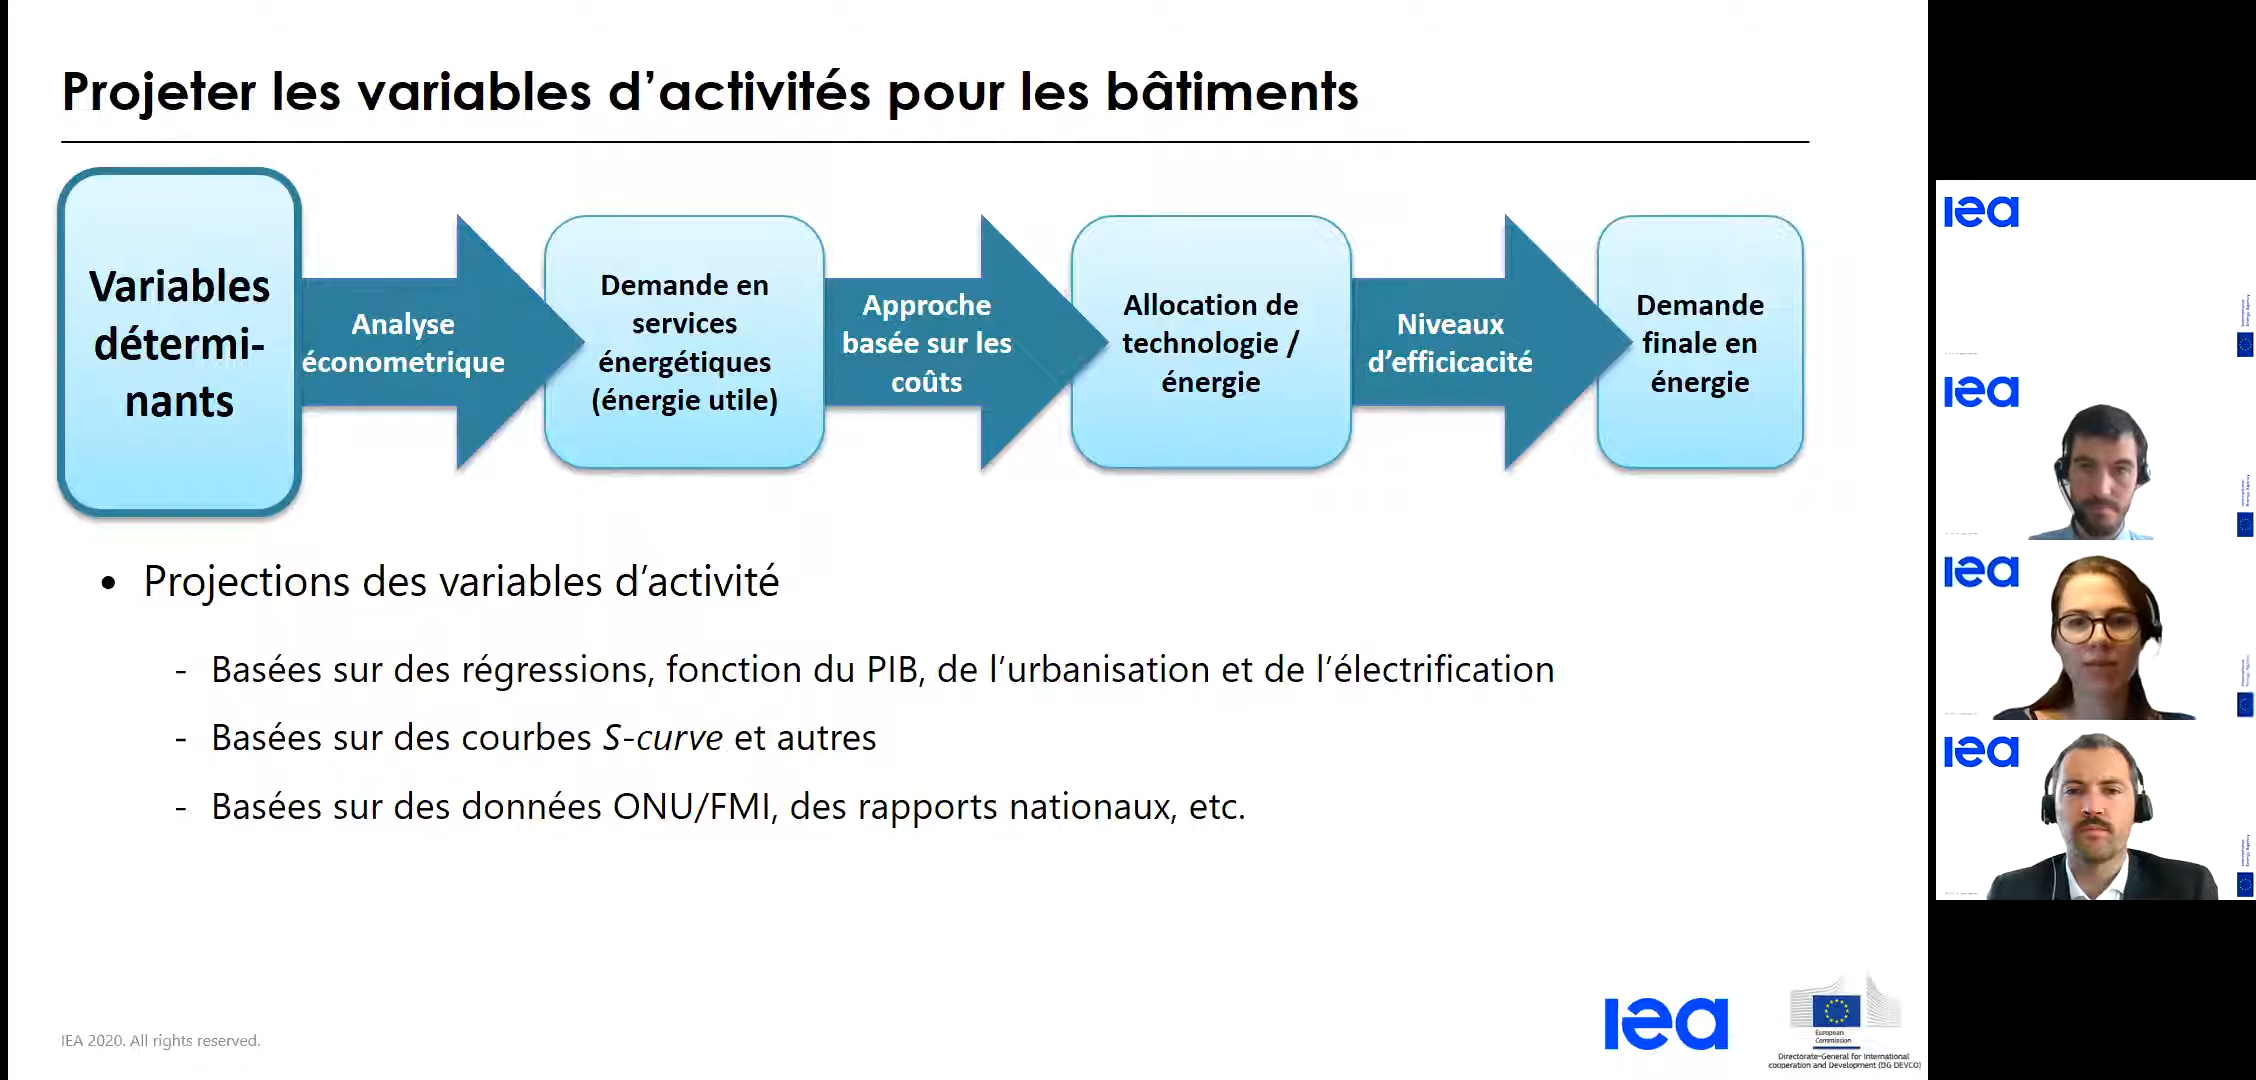 Projeter les variables d’activités pour les bâtiments
Variables
détermi-
nants
Analyse
économetrique
Demande en
services
énergétiques
(énergie utile)
Approche
basée sur les
coûts
Allocation de
technologie /
énergie
Niveaux
d’efficicacité
Demande
finale en
énergie
• Projections des variables d’activité
- Basées sur des régressions, fonction du PIB, de l’urbanisation et de l’électrification
- Basées sur des courbes S-curve et autres
- Basées sur des données ONU/FMI, des rapports nationaux, etc.
IEA 2020. All rights reserved.
iea
European
Commission
Directorate-General for International
cooperation and Development (DG DEVCO)
iea
iea
iea
iea